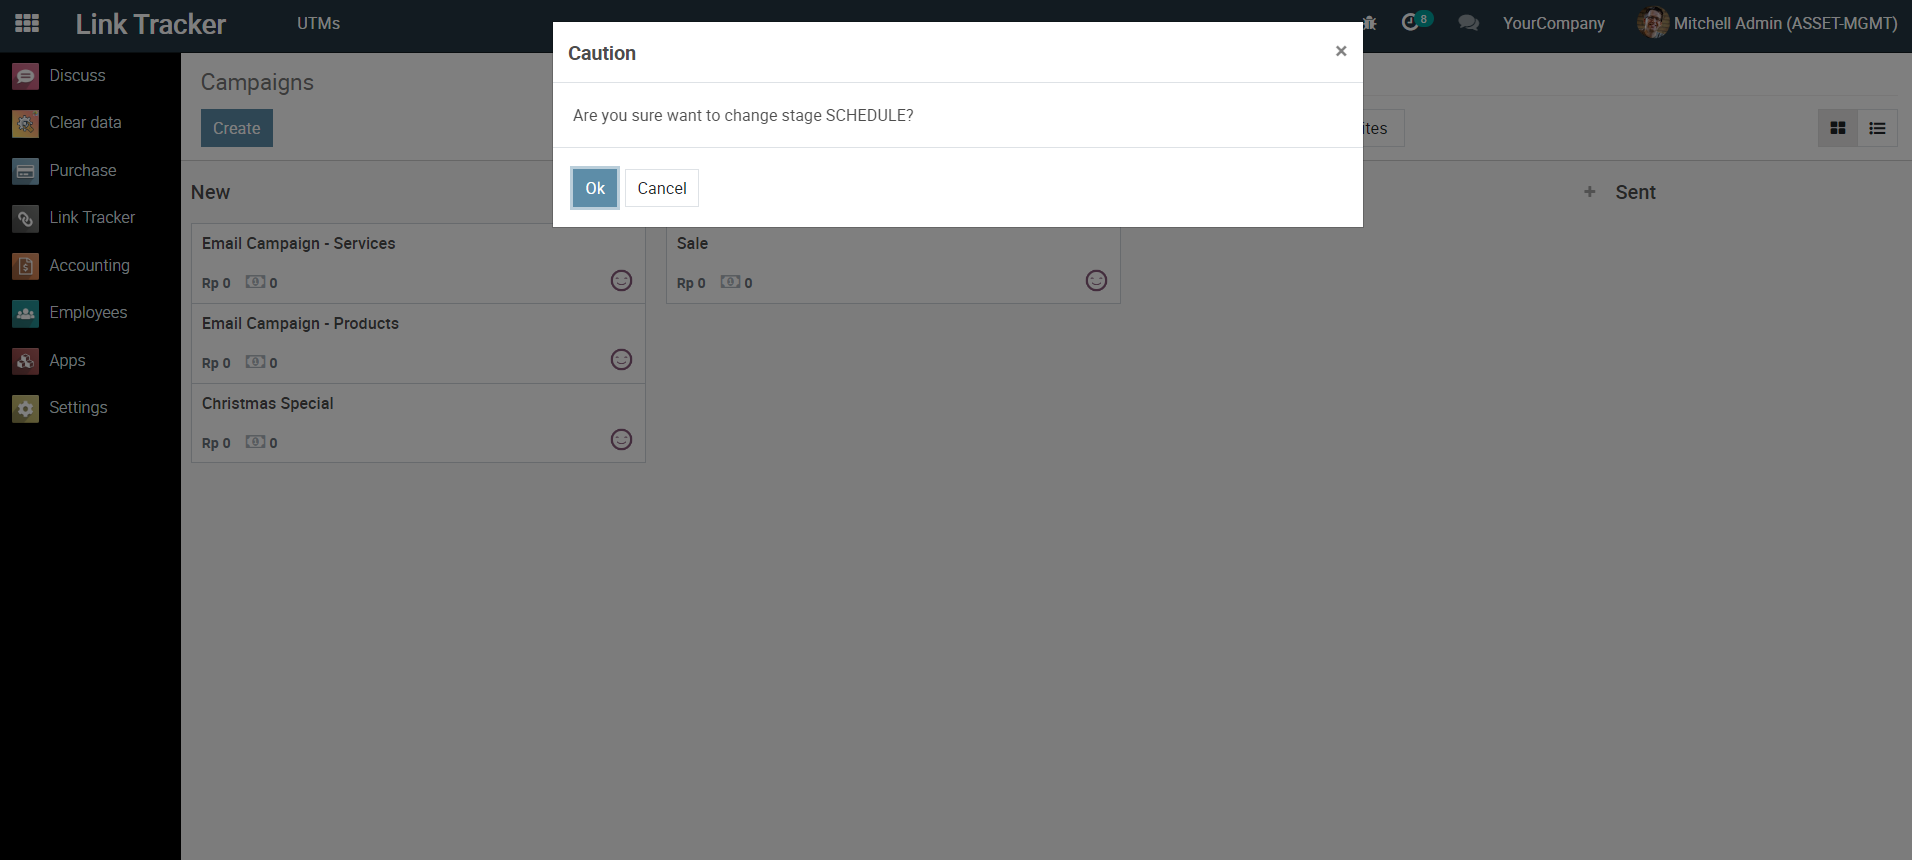 Link Tracker
UTMs
8
YourCompany
Mitchell Admin (ASSET-MGMT)
Caution
×
Are you sure want to change stage SCHEDULE?
Ok
Cancel
Discuss
Clear data
Purchase
Link Tracker
Accounting
Employees
Apps
Settings
Campaigns
Create
New
Email Campaign - Services
Rp 0 0
Email Campaign - Products
Rp 0 0
Christmas Special
Rp 0 0
Sale
Rp 0 0
+ Sent